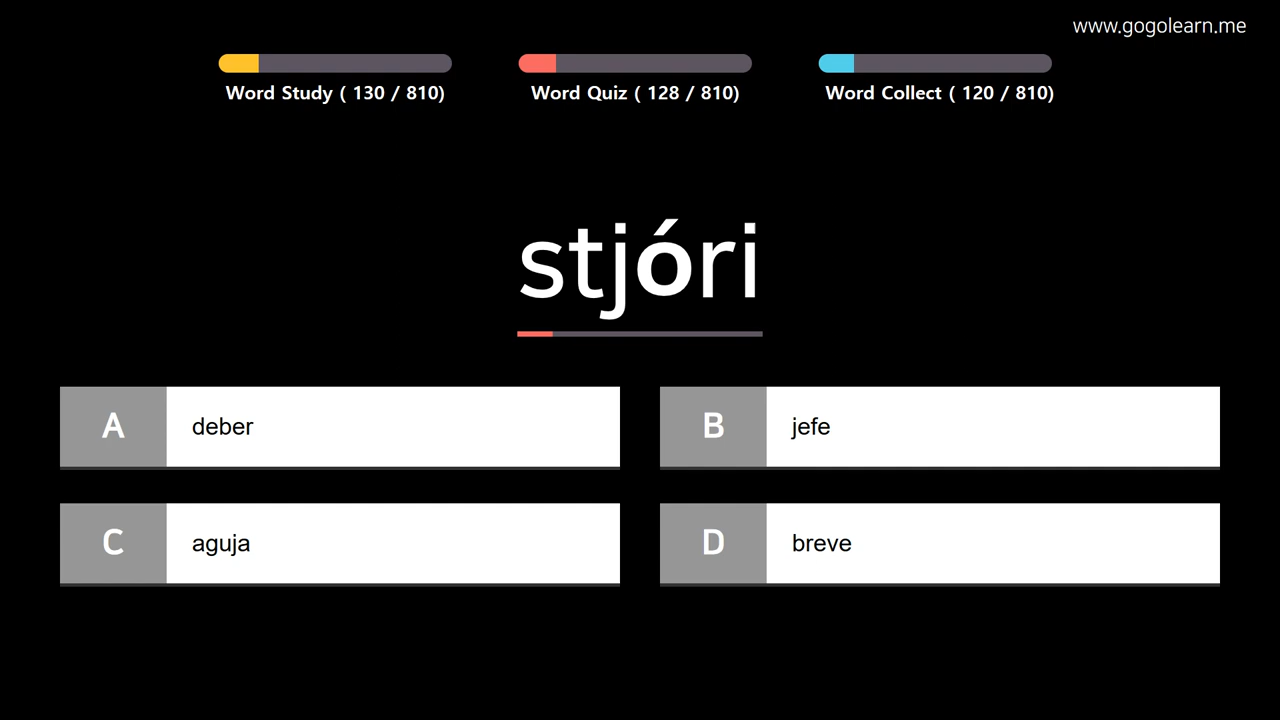 www.gogolearn.me
Word Study ( 130 / 810)
Word Quiz ( 128 / 810)
Word Collect ( 120 / 810)
stjóri
A deber
B jefe
C aguja
D breve